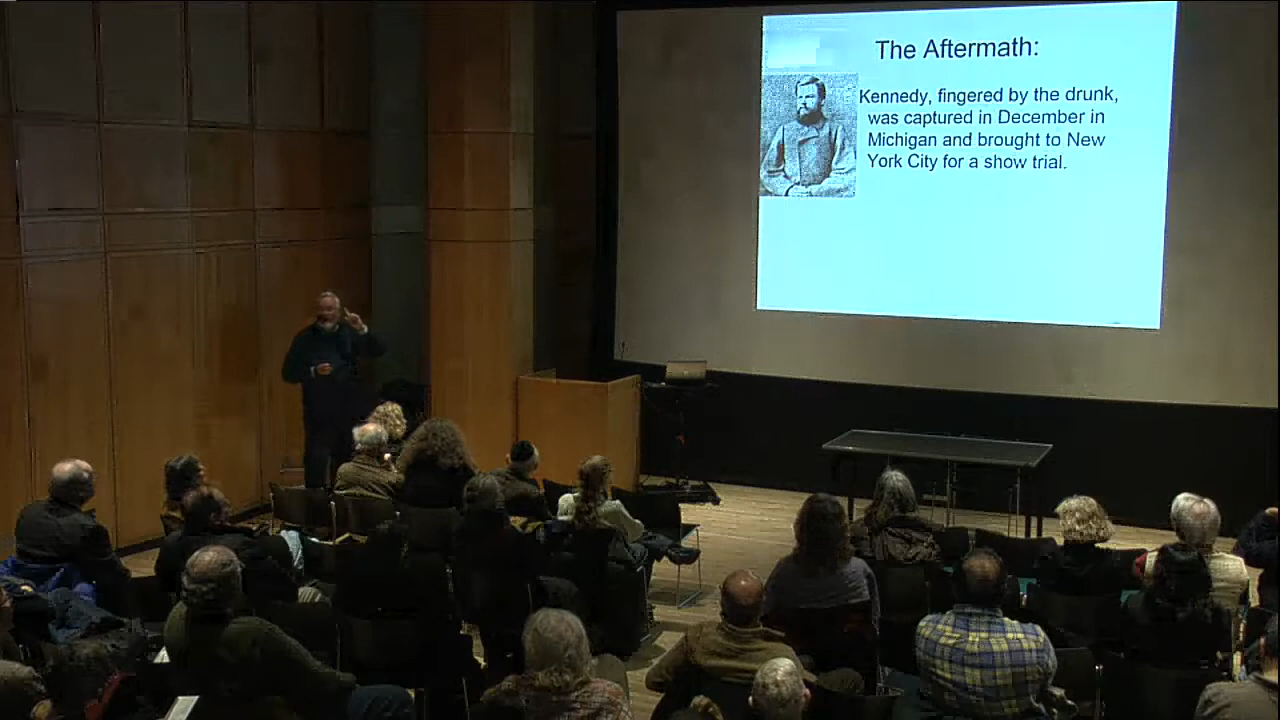 The Aftermath:
Kennedy, fingered by the drunk,
was captured in December in
Michigan and brought to New
York City for a show trial.